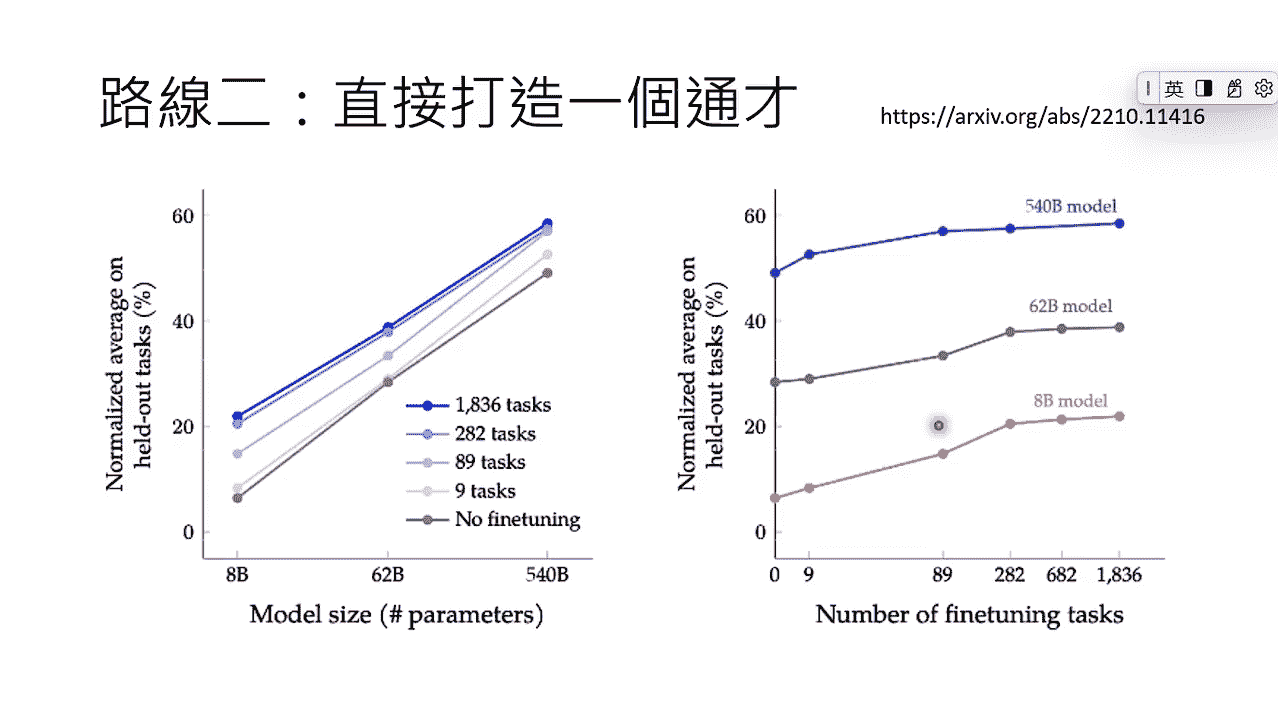 路線二：直接打造一個通才
英
https://arxiv.org/abs/2210.11416
Normalized average on
held-out tasks (%)
60
40
20
0
1,836 tasks
282 tasks
89 tasks
9 tasks
No finetuning
8B
62B
540B
Model size (# parameters)
Normalized average on
held-out tasks (%)
60
40
20
0
540B model
62B model
8B model
0
9
89
282
682
1,836
Number of finetuning tasks